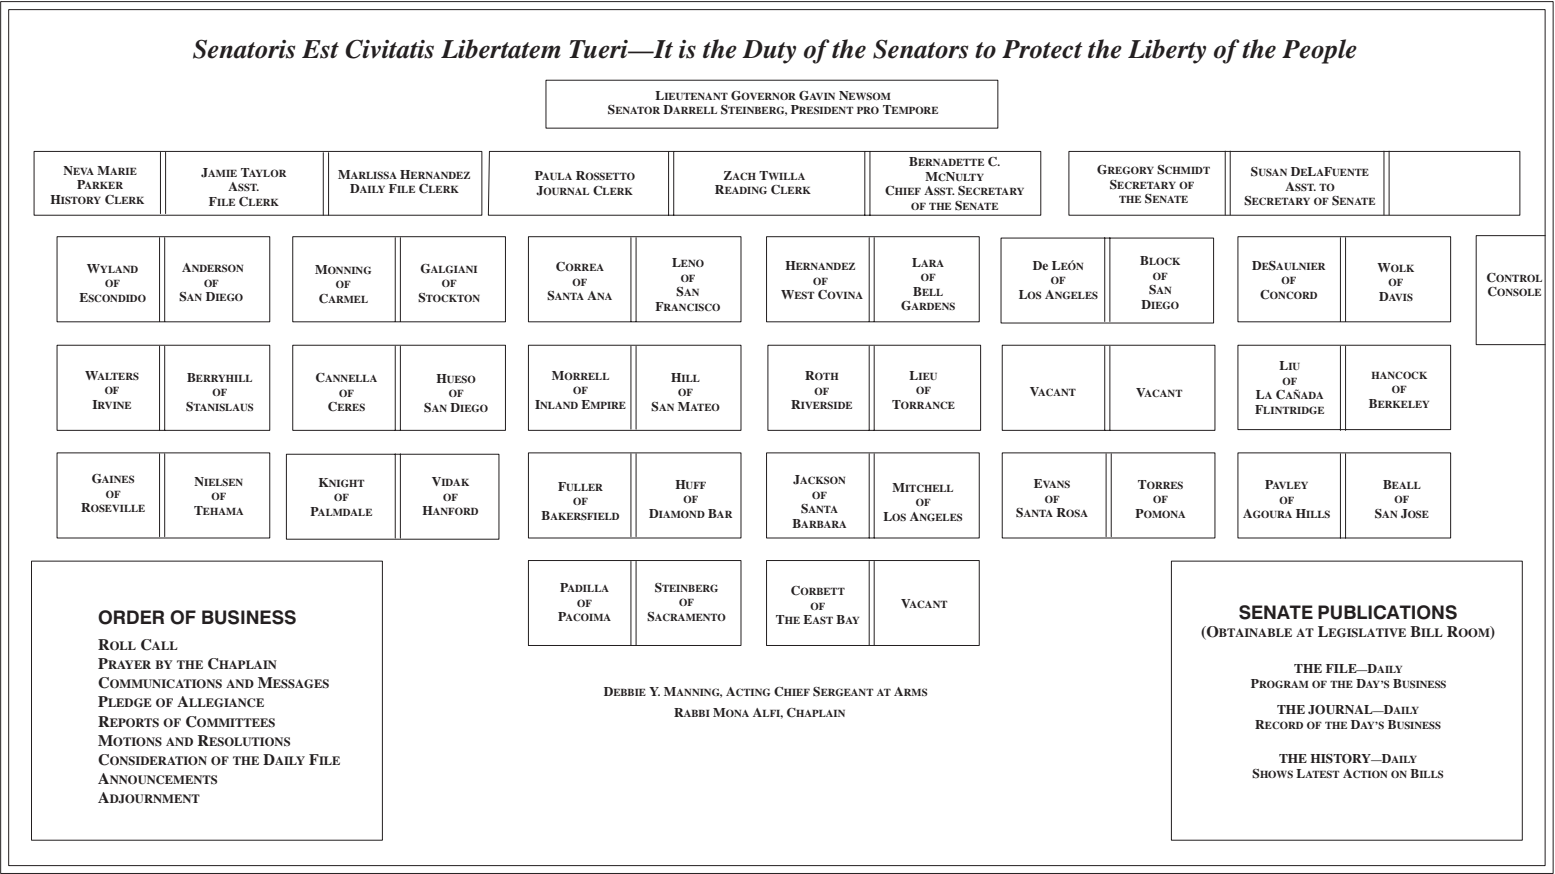 Senatoris Est Civitatis Libertatem Tueri—It is the Duty of the Senators to Protect the Liberty of the People
Lieutenant Governor Gavin Newsom
Senator Darrell Steinberg, President pro Tempore
Neva Marie
Parker
History Clerk
Jamie Taylor
Asst.
File Clerk
Marlissa Hernandez
Daily File Clerk
Paula Rossetto
Journal Clerk
Zach Twilla
Reading Clerk
Bernadette C.
McNulty
Chief Asst. Secretary
of the Senate
Gregory Schmidt
Secretary of
the Senate
Susan DeLaFuente
Asst. to
Secretary of Senate
Wyland
of
Escondido
Anderson
of
San Diego
Monning
of
Carmel
Galgiani
of
Stockton
Correa
of
Santa Ana
Leno
of
San
Francisco
Hernandez
of
West Covina
Lara
of
Bell
Gardens
De León
of
Los Angeles
Block
of
San
Diego
DeSaulnier
of
Concord
Wolk
of
Davis
Control
Console
Walters
of
Irvine
Berryhill
of
Stanislaus
Cannella
of
Ceres
Hueso
of
San Diego
Morrell
of
Inland Empire
Hill
of
San Mateo
Roth
of
Riverside
Lieu
of
Torrance
Vacant
Vacant
Liu
of
La Cañada
Flintridge
hancock
of
Berkeley
Gaines
of
Roseville
Nielsen
of
Tehama
Knight
of
Palmdale
Vidak
of
Hanford
Fuller
of
Bakersfield
Huff
of
Diamond Bar
Jackson
of
Santa
Barbara
Mitchell
of
Los Angeles
Evans
of
Santa Rosa
Torres
of
Pomona
Pavley
of
Agoura Hills
Beall
of
San Jose
Padilla
of
Pacoima
Steinberg
of
Sacramento
Corbett
of
The East Bay
Vacant
ORDER OF BUSINESS
Roll Call
Prayer by the Chaplain
Communications and Messages
Pledge of Allegiance
Reports of Committees
Motions and Resolutions
Consideration of the Daily File
Announcements
Adjournment
Debbie Y. Manning, Acting Chief Sergeant at Arms
Rabbi Mona Alfi, Chaplain
SENATE PUBLICATIONS
(Obtainable at Legislative Bill Room)
THE FILE—Daily
Program of the Day's Business
THE JOURNAL—Daily
Record of the Day's Business
THE HISTORY—Daily
Shows Latest Action on Bills